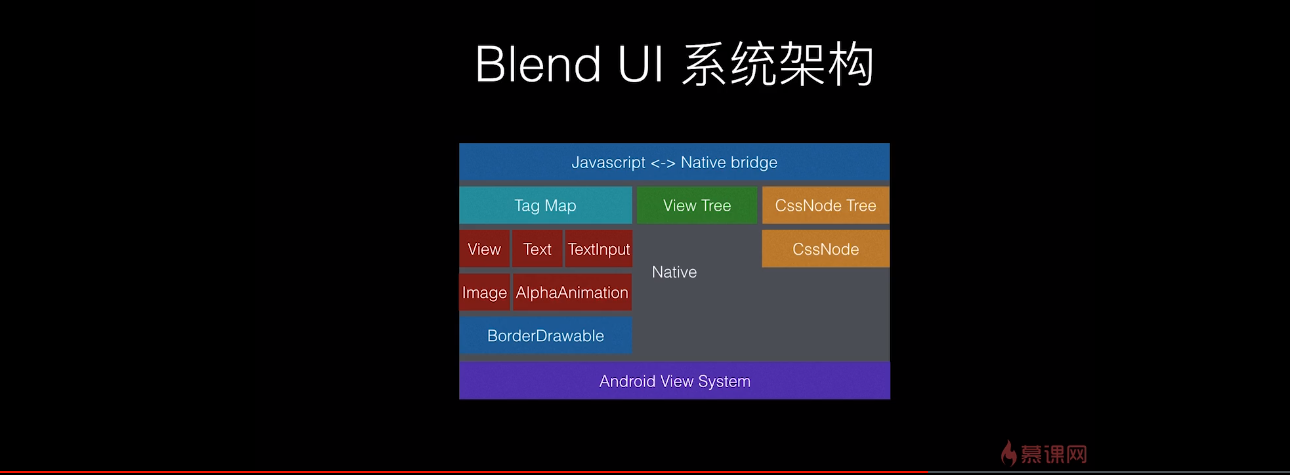 Blend UI 系统架构
Javascript <-> Native bridge
Tag Map
View Tree
CssNode Tree
View
Text
TextInput
CssNode
Native
Image
AlphaAnimation
BorderDrawable
Android View System
慕课网